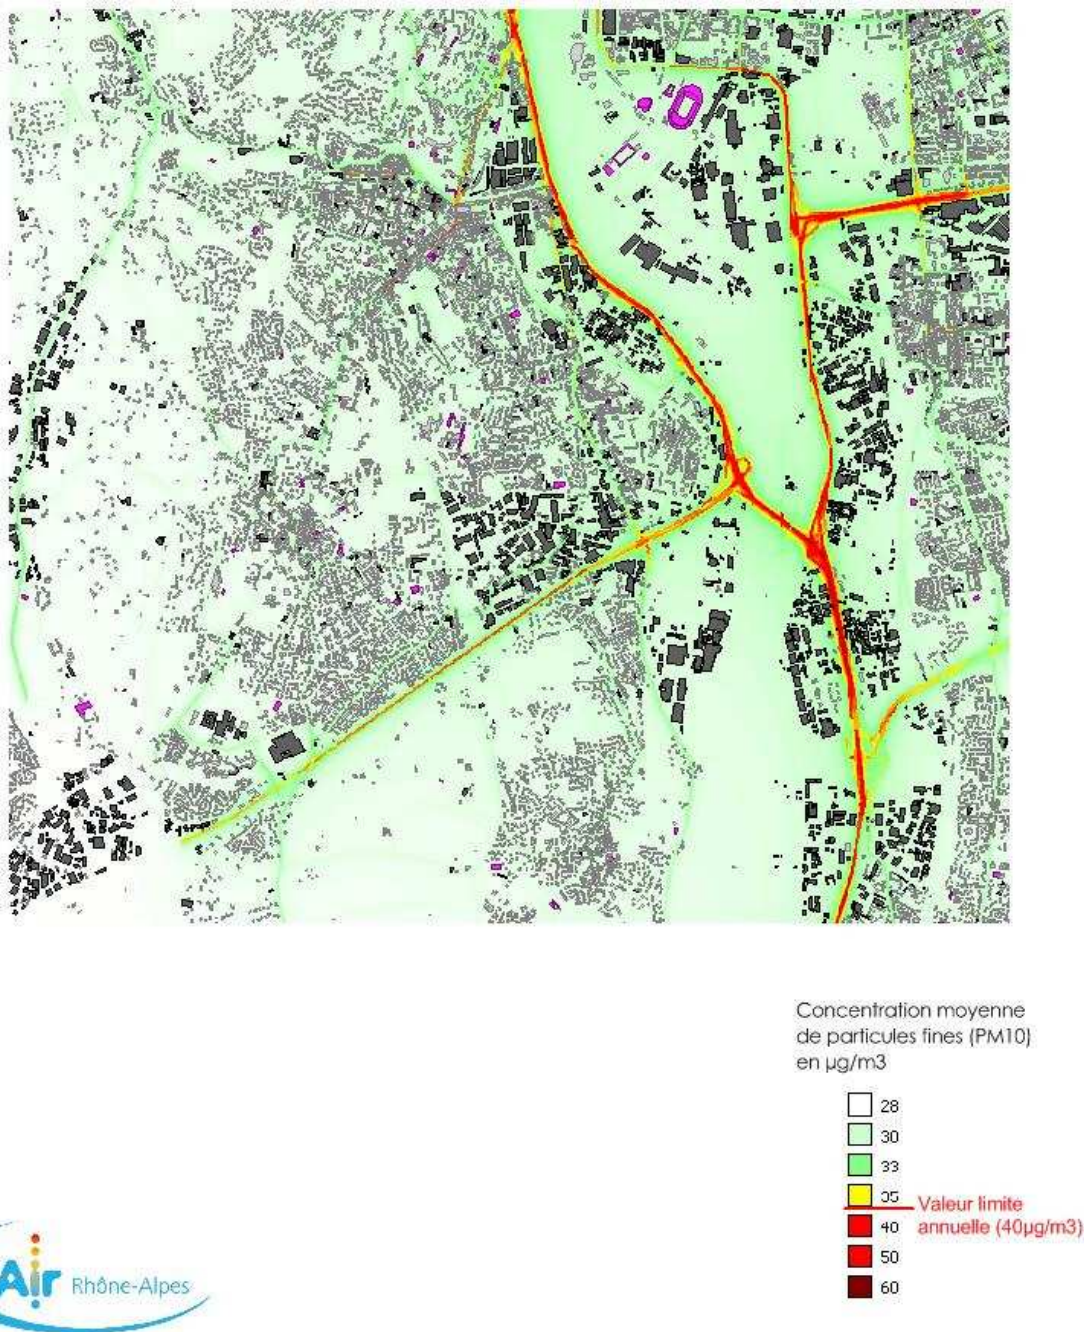 Concentration moyenne
de particules fines (PM10)
en µg/m3
28
30
33
35
Valeur limite
annuelle (40µg/m3)
40
50
60
Air Rhône-Alpes